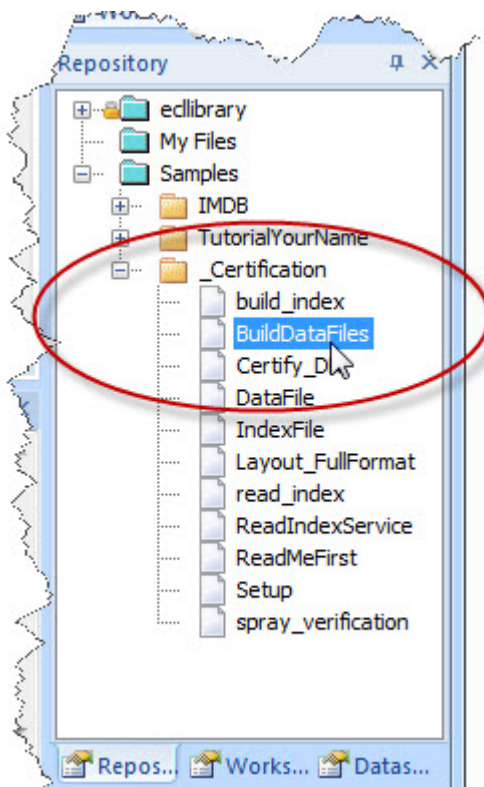 Repository
ecllibrary
My Files
Samples
IMDB
TutorialYourName
_Certification
build_index
BuildDataFiles
Certify_D
DataFile
IndexFile
Layout_FullFormat
read_index
ReadIndexService
ReadMeFirst
Setup
spray_verification
Repos... Works... Datas...